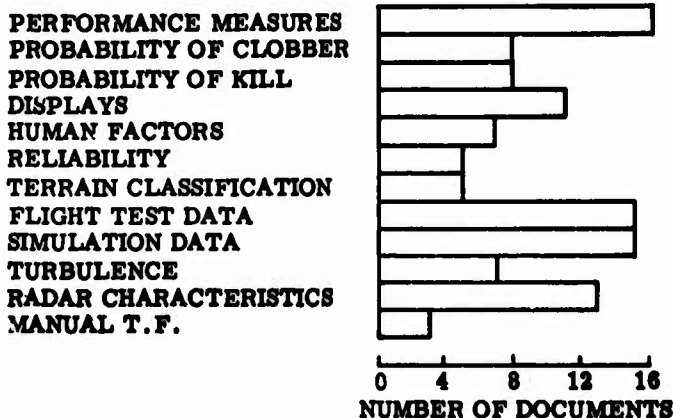 PERFORMANCE MEASURES
PROBABILITY OF CLOBBER
PROBABILITY OF KILL
DISPLAYS
HUMAN FACTORS
RELIABILITY
TERRAIN CLASSIFICATION
FLIGHT TEST DATA
SIMULATION DATA
TURBULENCE
RADAR CHARACTERISTICS
MANUAL T.F.
0 4 8 12 16
NUMBER OF DOCUMENTS